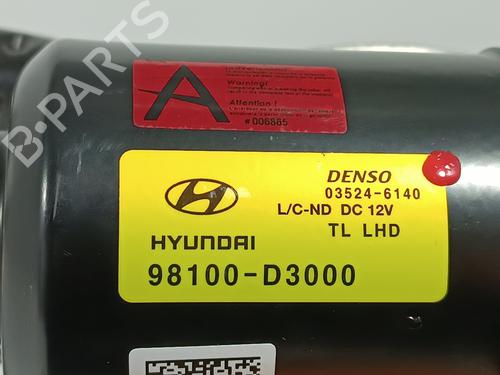 A
Warning!
Attention !
#006865
B-PARTS
DENSO
03524-6140
L/C-ND DC 12V
HYUNDAI
TL LHD
98100-D3000